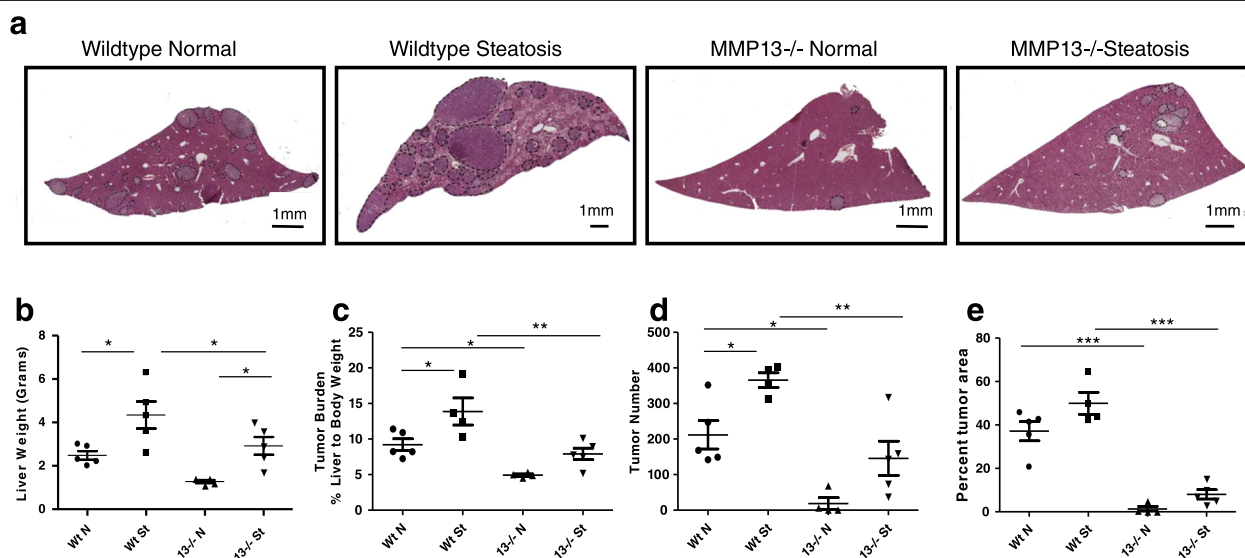 a
Wildtype Normal
Wildtype Steatosis
MMP13-/- Normal
MMP13-/-Steatosis
1mm
1mm
1mm
1mm
b
Liver Weight (Grams)
8
6
4
2
0
*
*
*
Wt N
Wt St
13-/- N
13-/- St
c
Tumor Burden
% Liver to Body Weight
25
20
15
10
5
0
**
*
*
Wt N
Wt St
13-/- N
13-/- St
d
Tumor Number
500
400
300
200
100
0
**
*
*
Wt N
Wt St
13-/- N
13-/- St
e
Percent tumor area
80
60
40
20
0
***
***
Wt N
Wt St
13-/- N
13-/- St